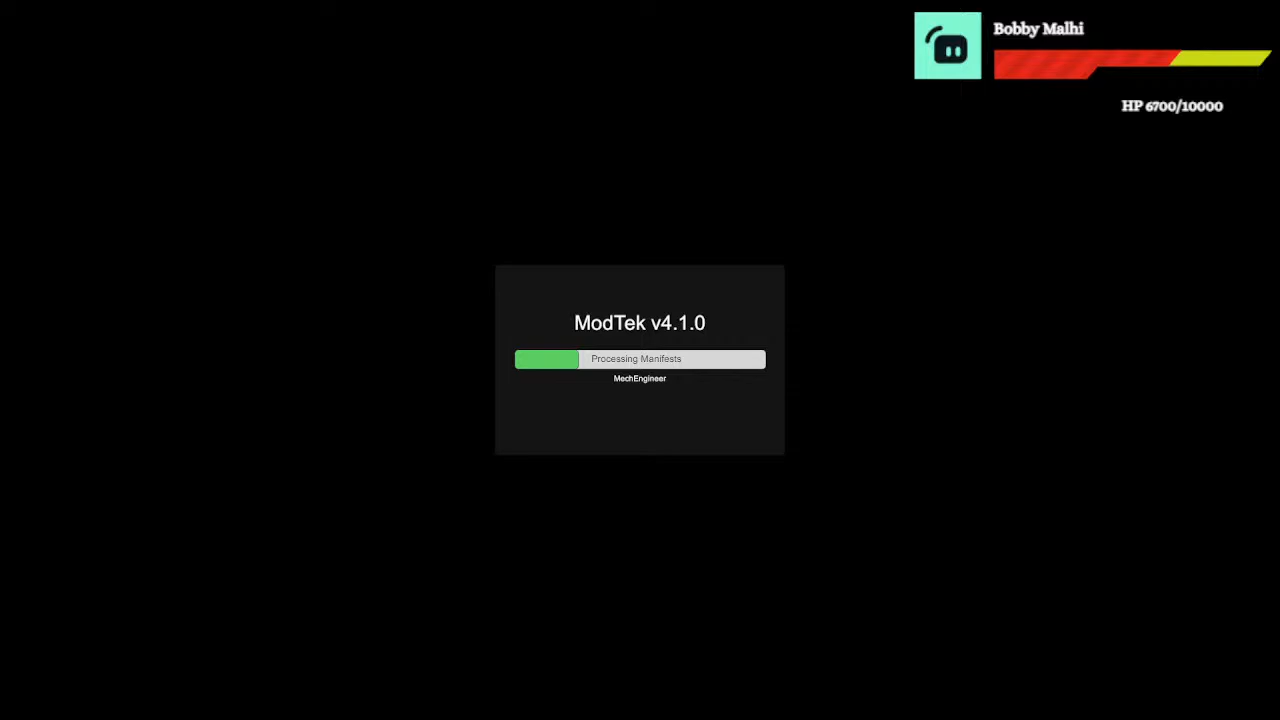 Bobby Malhi
HP 6700/10000
ModTek v4.1.0
Processing Manifests
MechEngineer